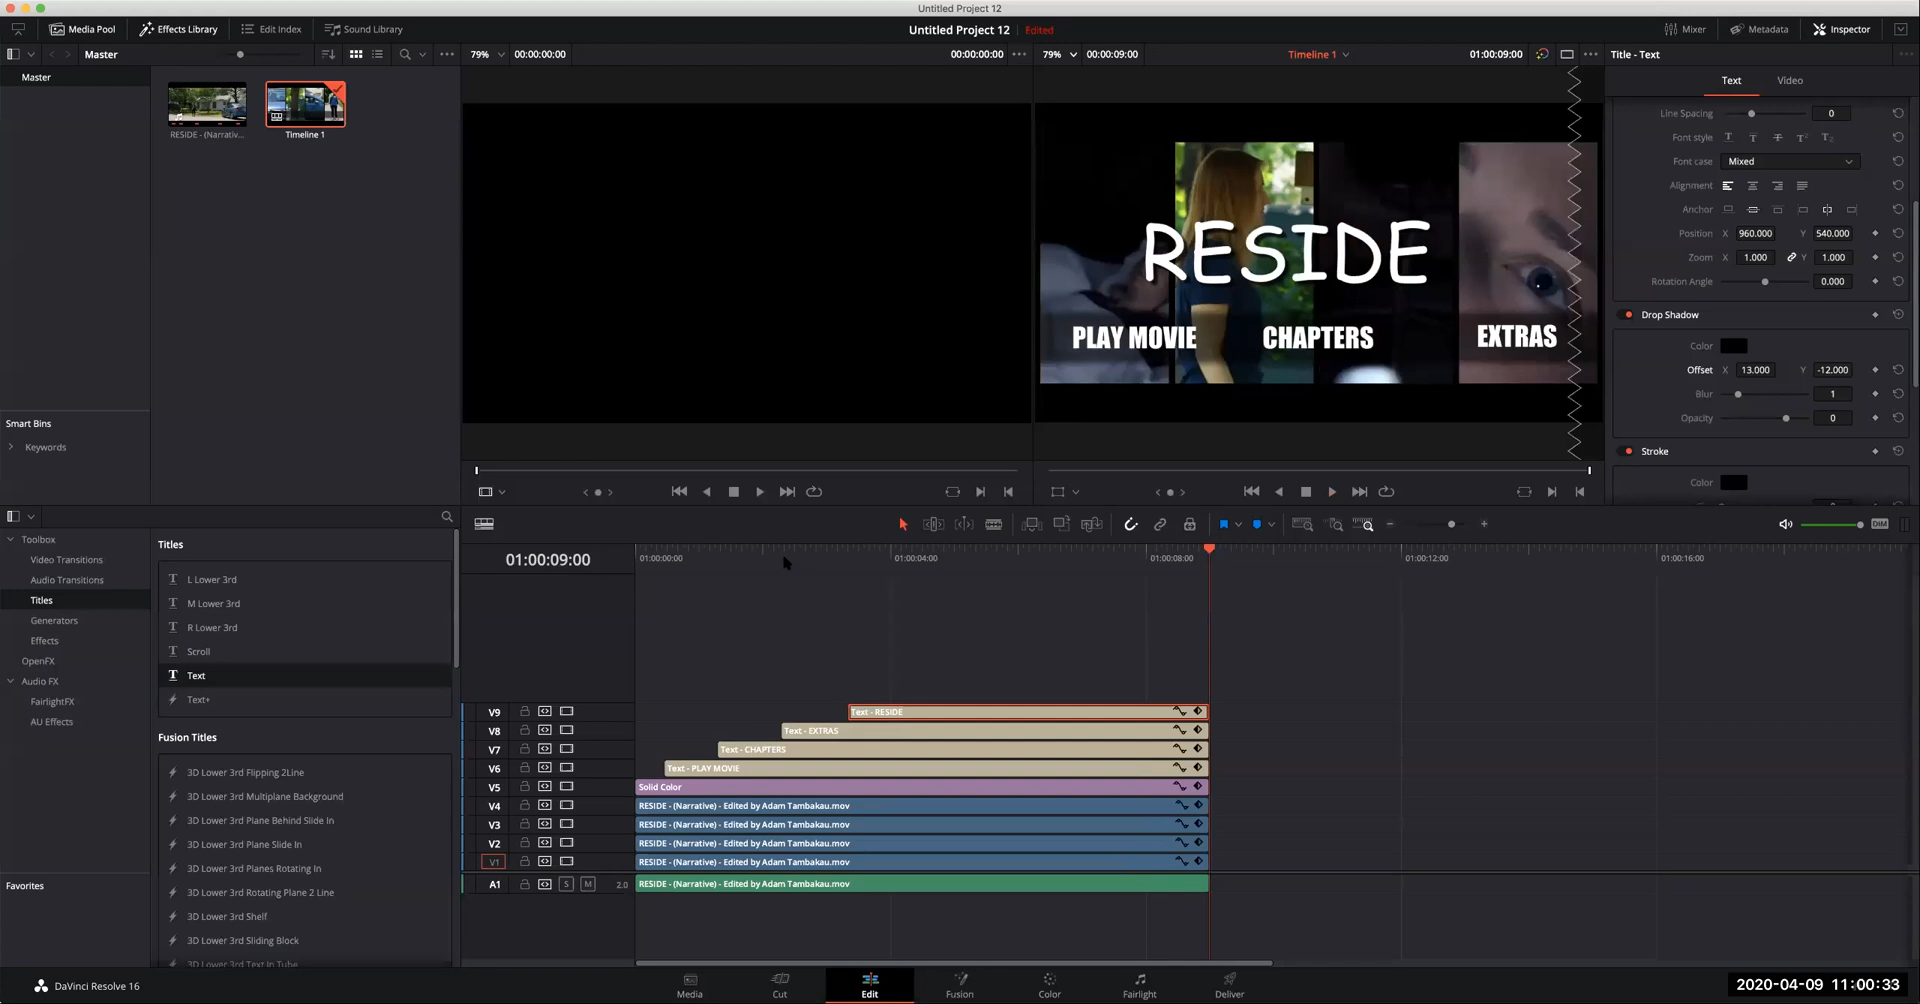 Untitled Project 12
Media Pool
Effects Library
Edit Index
Sound Library
Untitled Project 12
Edited
Mixer
Metadata
Inspector
Master
79%
00:00:00:00
00:00:00:00
79%
00:00:09:00
Timeline 1
01:00:09:00
Title - Text
Master
RESIDE - (Narrativ...
Timeline 1
Text
Video
Line Spacing
0
Font style
Font case
Mixed
Alignment
Anchor
Position
X
960.000
Y
540.000
Zoom
X
1.000
Y
1.000
Rotation Angle
0.000
Drop Shadow
Color
Offset
X
13.000
Y
-12.000
Blur
1
Opacity
0
Stroke
Color
RESIDE
PLAY MOVIE
CHAPTERS
EXTRAS
Smart Bins
Keywords
DIM
Toolbox
Video Transitions
Audio Transitions
Titles
Generators
Effects
OpenFX
Audio FX
FairlightFX
AU Effects
Favorites
Titles
L Lower 3rd
M Lower 3rd
R Lower 3rd
Scroll
Text
Text+
Fusion Titles
3D Lower 3rd Flipping 2Line
3D Lower 3rd Multiplane Background
3D Lower 3rd Plane Behind Slide In
3D Lower 3rd Plane Slide In
3D Lower 3rd Planes Rotating In
3D Lower 3rd Rotating Plane 2 Line
3D Lower 3rd Shelf
3D Lower 3rd Sliding Block
3D Lower 3rd Text In Tube
01:00:09:00
01:00:00:00
01:00:04:00
01:00:08:00
01:00:12:00
01:00:16:00
V9
Text - RESIDE
V8
Text - EXTRAS
V7
Text - CHAPTERS
V6
Text - PLAY MOVIE
V5
Solid Color
V4
RESIDE - (Narrative) - Edited by Adam Tambakau.mov
V3
RESIDE - (Narrative) - Edited by Adam Tambakau.mov
V2
RESIDE - (Narrative) - Edited by Adam Tambakau.mov
V1
RESIDE - (Narrative) - Edited by Adam Tambakau.mov
A1
S
M
2.0
RESIDE - (Narrative) - Edited by Adam Tambakau.mov
DaVinci Resolve 16
Media
Cut
Edit
Fusion
Color
Fairlight
Deliver
2020-04-09 11:00:33